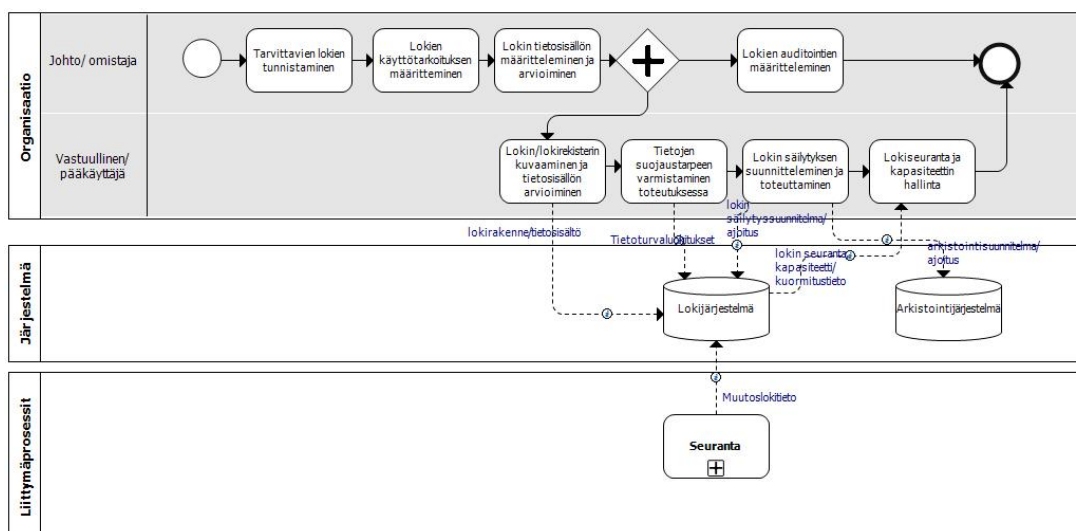 Organisaatio
Johto/ omistaja
Tarvittavien lokien
tunnistaminen
Lokien
käyttötarkoituksen
määritteminen
Lokin tietosisällön
määritteleminen ja
arvioiminen
Lokien auditointien
määritteleminen
Vastuullinen/
pääkäyttäjä
Lokin/lokirekisterin
kuvaaminen ja
tietosisällön
arvioiminen
Tietojen
suojaustarpeen
varmistaminen
toteutuksessa
Lokin säilytyksen
suunnitteleminen ja
toteuttaminen
Lokiseuranta ja
kapasiteettin
hallinta
lokirakenne/tietosisältö
Tietoturvaluokitukset
lokin
säilytyssuunnitelma/
ajoitus
lokin seuranta
kapasiteetti/
kuormitustieto
arkistointisuunnitelma/
ajoitus
Järjestelmä
Lokijärjestelmä
Arkistointijärjestelmä
Liittymäprosessit
Muutoslokitieto
Seuranta